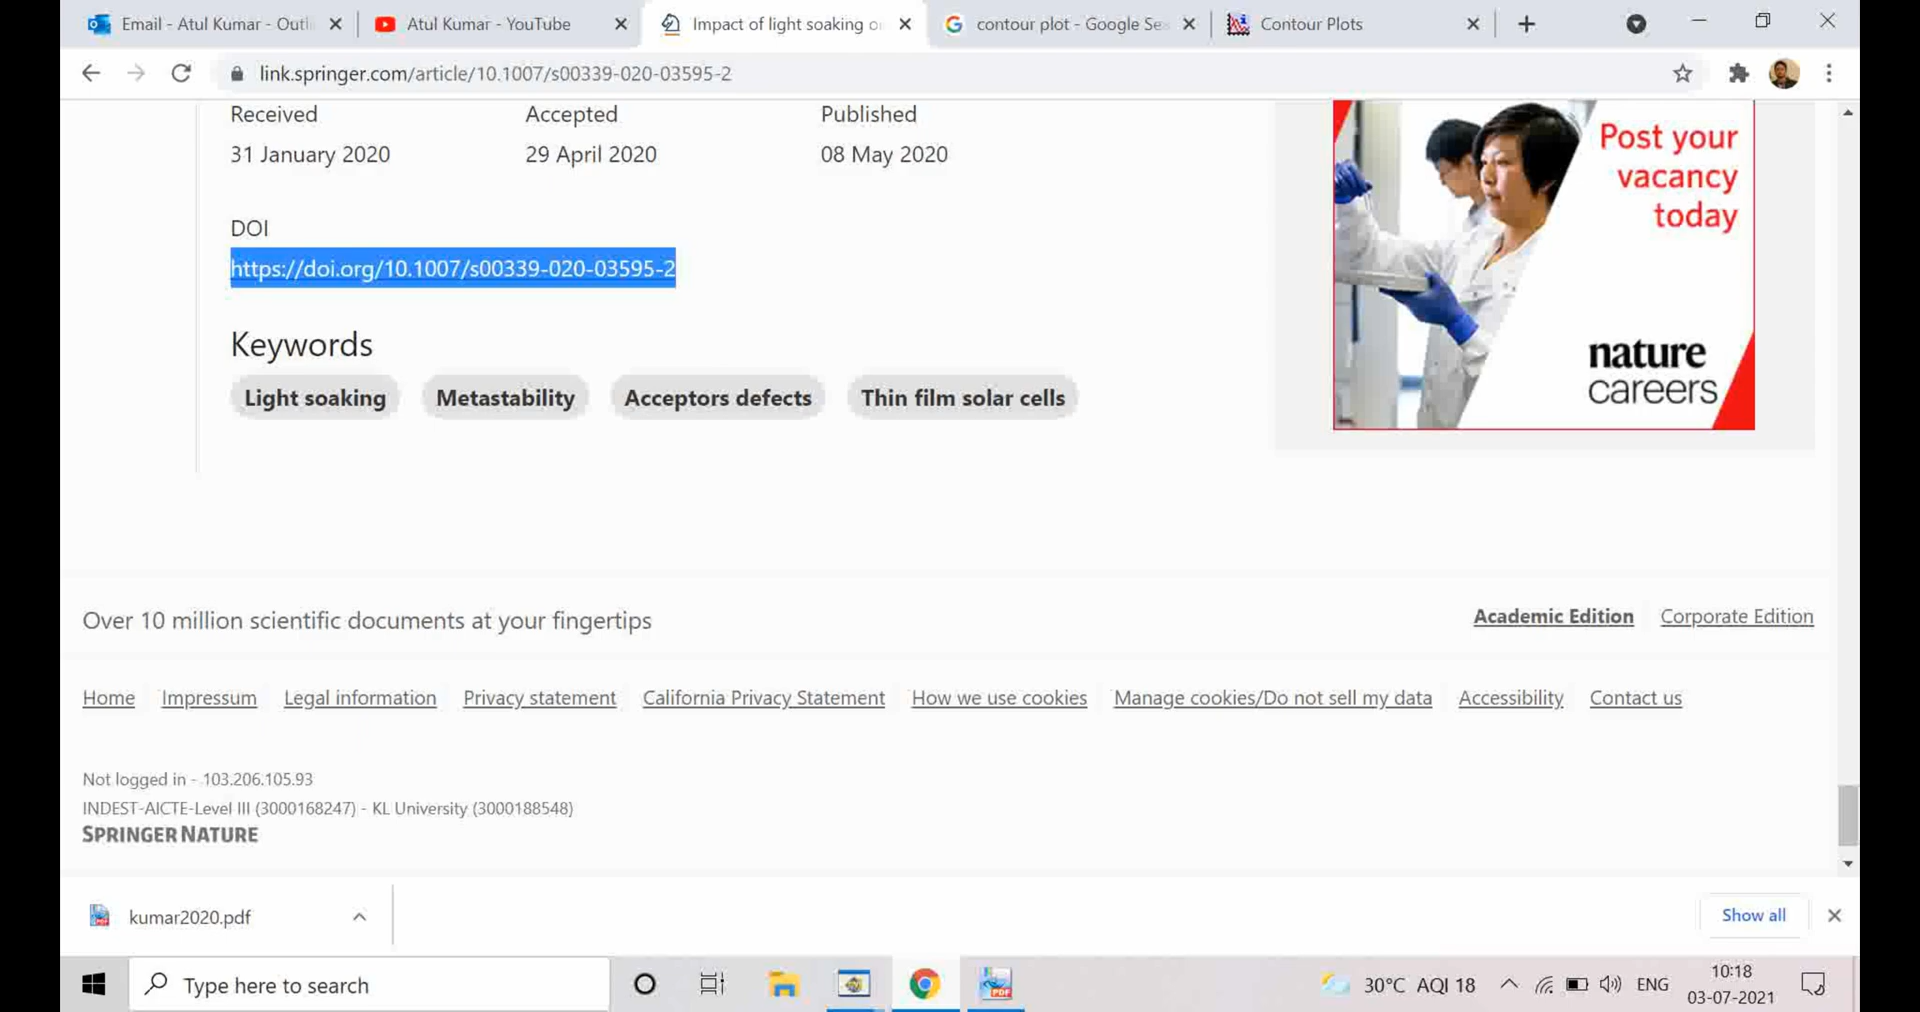 Email - Atul Kumar - Outl
Atul Kumar - YouTube
Impact of light soaking o
contour plot - Google Se
Contour Plots
link.springer.com/article/10.1007/s00339-020-03595-2
Received
Accepted
Published
31 January 2020
29 April 2020
08 May 2020
DOI
https://doi.org/10.1007/s00339-020-03595-2
Keywords
Light soaking
Metastability
Acceptors defects
Thin film solar cells
Post your
vacancy
today
nature
careers
Over 10 million scientific documents at your fingertips
Academic Edition
Corporate Edition
Home
Impressum
Legal information
Privacy statement
California Privacy Statement
How we use cookies
Manage cookies/Do not sell my data
Accessibility
Contact us
Not logged in - 103.206.105.93
INDEST-AICTE-Level III (3000168247) - KL University (3000188548)
SPRINGER NATURE
kumar2020.pdf
Show all
Type here to search
PDF
30°C AQI 18
ENG
10:18
03-07-2021